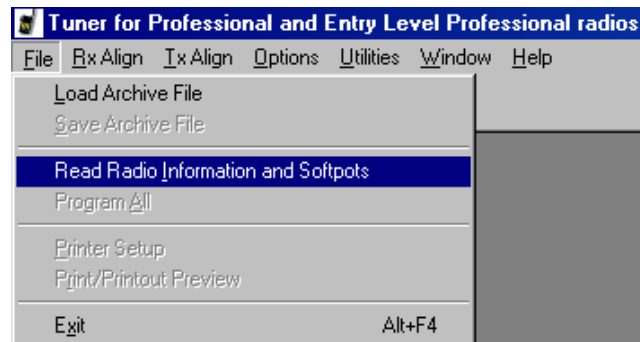 Tuner for Professional and Entry Level Professional radios
File Rx Align Tx Align Options Utilities Window Help
Load Archive File
Save Archive File
Read Radio Information and Softpots
Program All
Printer Setup
Print/Printout Preview
Exit Alt+F4